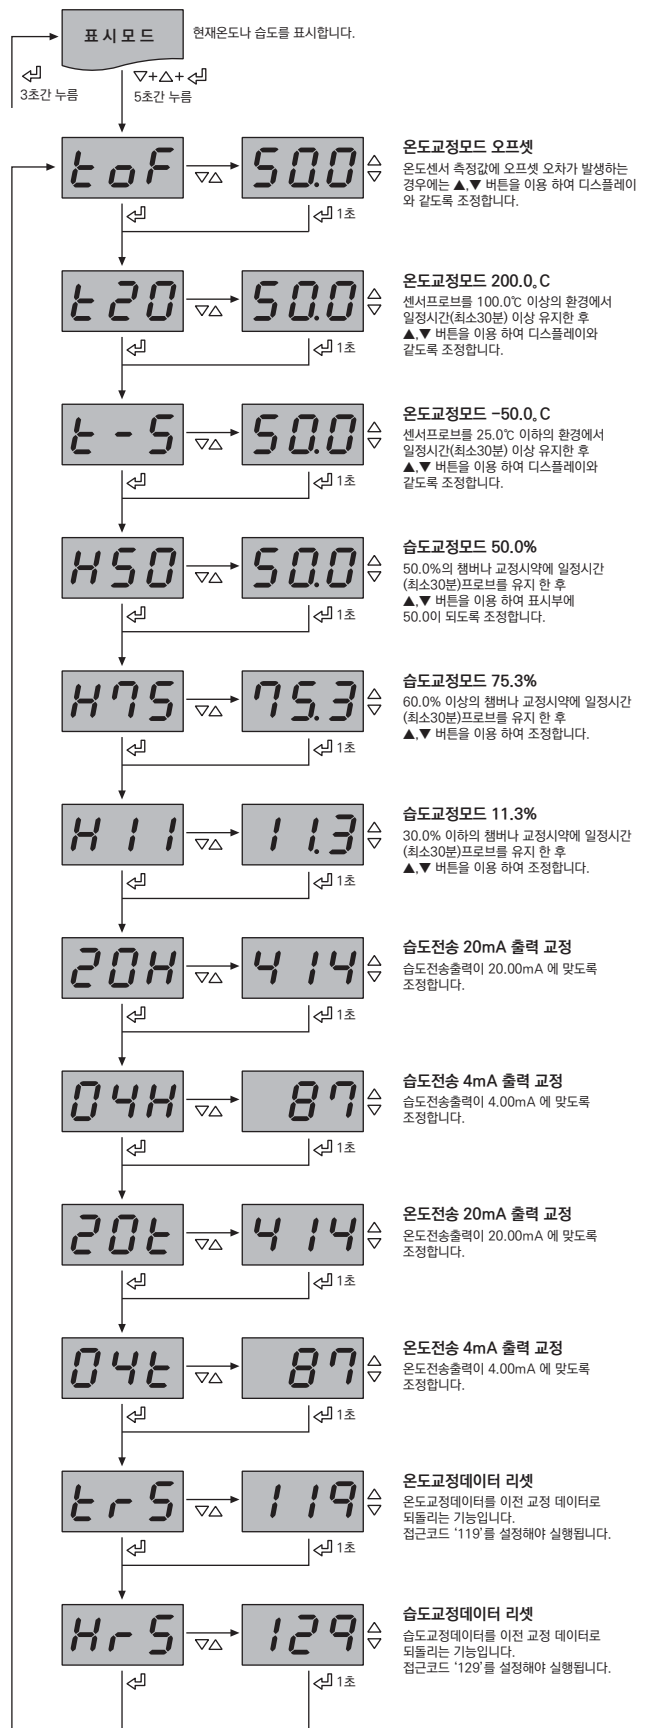 표시모드
현재온도나 습도를 표시합니다.
3초간 누름
▽+△+
5초간 누름
toF
▽△
50.0
△
▽
1초
온도교정모드 오프셋
온도센서 측정값에 오프셋 오차가 발생하는
경우에는 ▲,▼ 버튼을 이용 하여 디스플레이
와 같도록 조정합니다.
t20
▽△
50.0
△
▽
1초
온도교정모드 200.0˳C
센서프로브를 100.0℃ 이상의 환경에서
일정시간(최소30분) 이상 유지한 후
▲,▼ 버튼을 이용 하여 디스플레이와
같도록 조정합니다.
t-5
▽△
50.0
△
▽
1초
온도교정모드 -50.0˳C
센서프로브를 25.0℃ 이하의 환경에서
일정시간(최소30분) 이상 유지한 후
▲,▼ 버튼을 이용 하여 디스플레이와
같도록 조정합니다.
H50
▽△
50.0
△
▽
1초
습도교정모드 50.0%
50.0%의 챔버나 교정시약에 일정시간
(최소30분)프로브를 유지 한 후
▲,▼ 버튼을 이용 하여 표시부에
50.0이 되도록 조정합니다.
H75
▽△
75.3
△
▽
1초
습도교정모드 75.3%
60.0% 이상의 챔버나 교정시약에 일정시간
(최소30분)프로브를 유지 한 후
▲,▼ 버튼을 이용 하여 조정합니다.
H11
▽△
11.3
△
▽
1초
습도교정모드 11.3%
30.0% 이하의 챔버나 교정시약에 일정시간
(최소30분)프로브를 유지 한 후
▲,▼ 버튼을 이용 하여 조정합니다.
20H
▽△
414
△
▽
1초
습도전송 20mA 출력 교정
습도전송출력이 20.00mA 에 맞도록
조정합니다.
04H
▽△
87
△
▽
1초
습도전송 4mA 출력 교정
습도전송출력이 4.00mA 에 맞도록
조정합니다.
20t
▽△
414
△
▽
1초
온도전송 20mA 출력 교정
온도전송출력이 20.00mA 에 맞도록
조정합니다.
04t
▽△
87
△
▽
1초
온도전송 4mA 출력 교정
온도전송출력이 4.00mA 에 맞도록
조정합니다.
trS
▽△
119
△
▽
1초
온도교정데이터 리셋
온도교정데이터를 이전 교정 데이터로
되돌리는 기능입니다.
접근코드 ‘119’를 설정해야 실행됩니다.
HrS
▽△
129
△
▽
1초
습도교정데이터 리셋
습도교정데이터를 이전 교정 데이터로
되돌리는 기능입니다.
접근코드 ‘129’를 설정해야 실행됩니다.